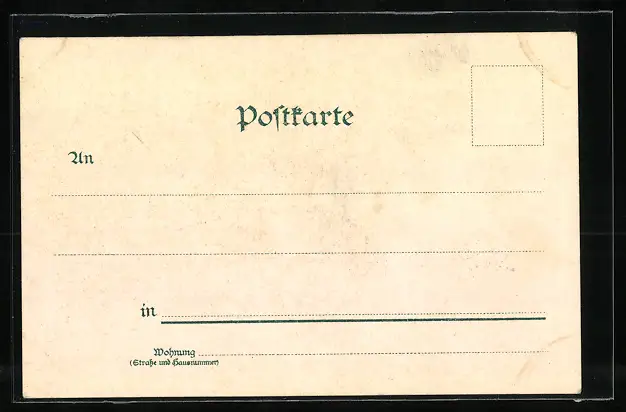 Poſtkarte
An
in
Wohnung
(Straße und Hausnummer)